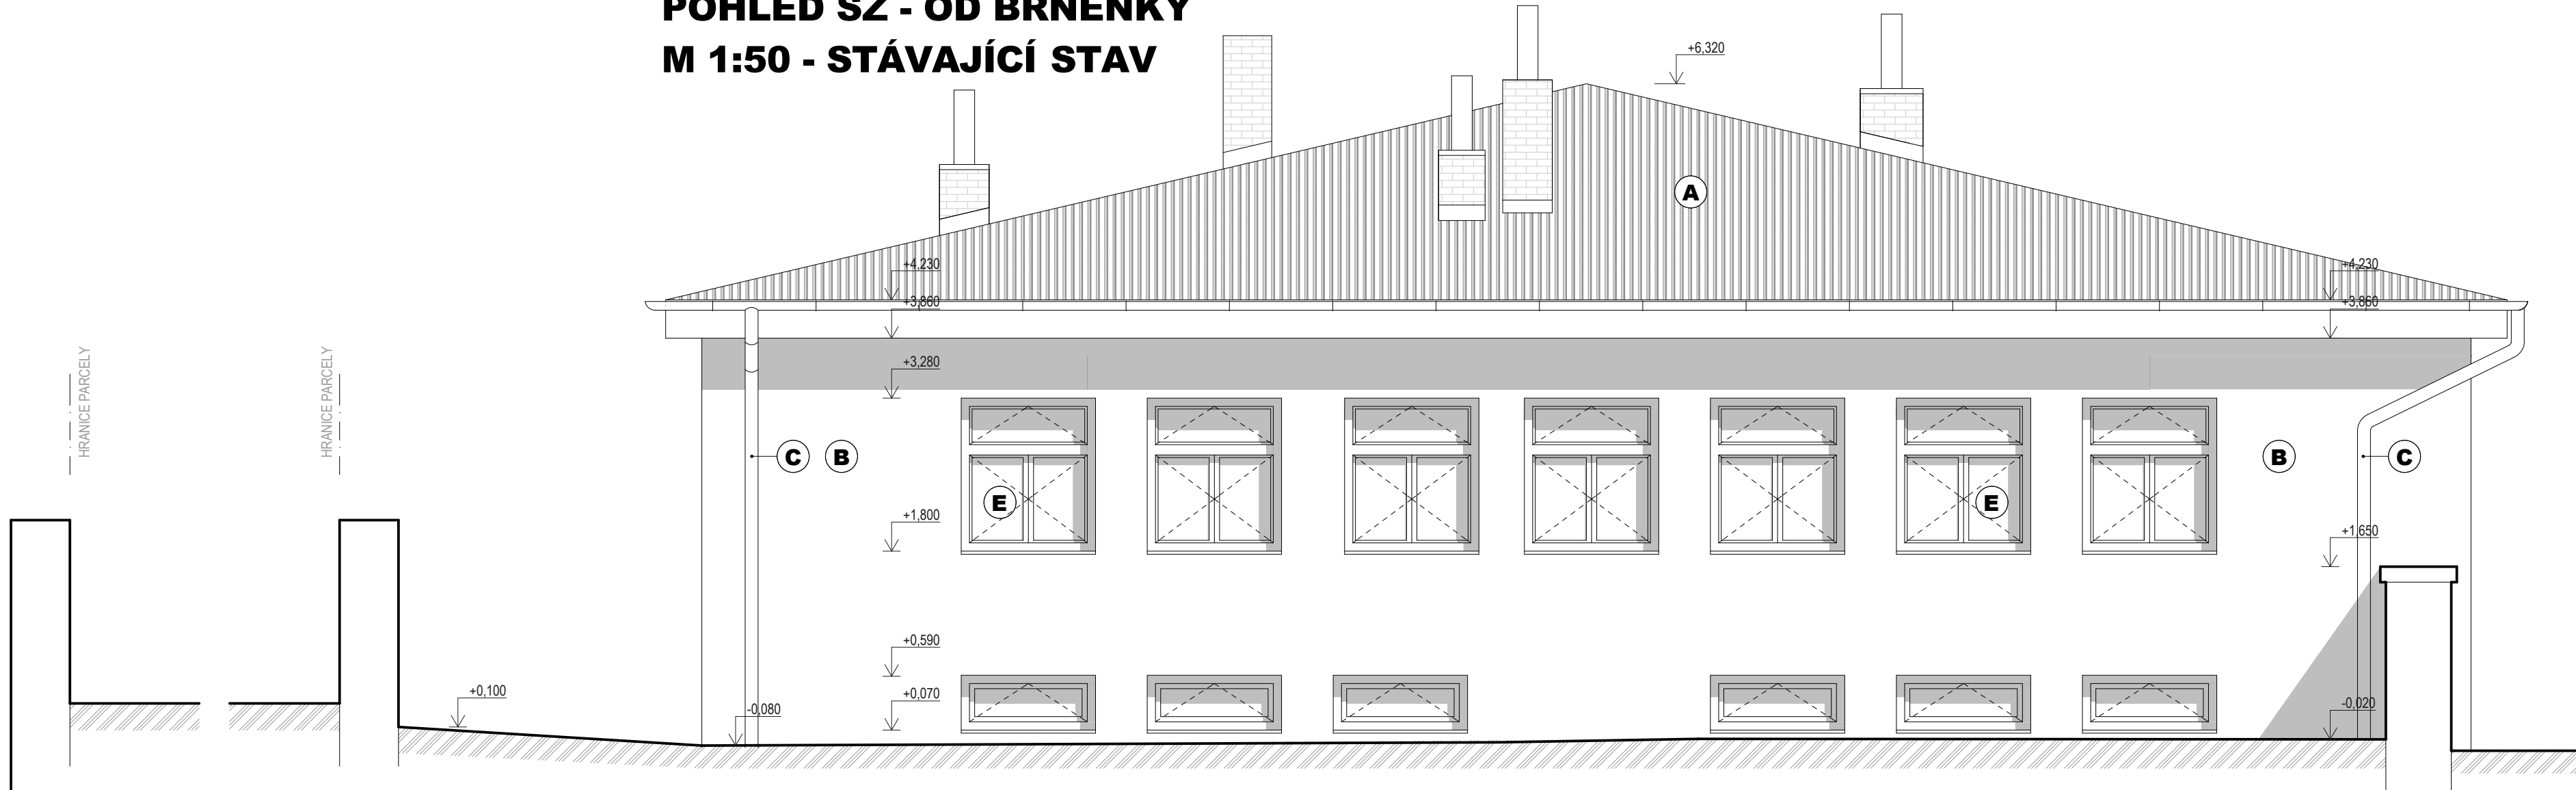 POHLED SZ - OD BRNĚNKY
M 1:50 - STÁVAJÍCÍ STAV
+6,320
A
+4,230
+4,230
+3,860
+3,860
HRANICE PARCELY
HRANICE PARCELY
+3,280
C
B
B
C
E
E
+1,800
+1,650
+0,590
+0,100
+0,070
-0,080
-0,020